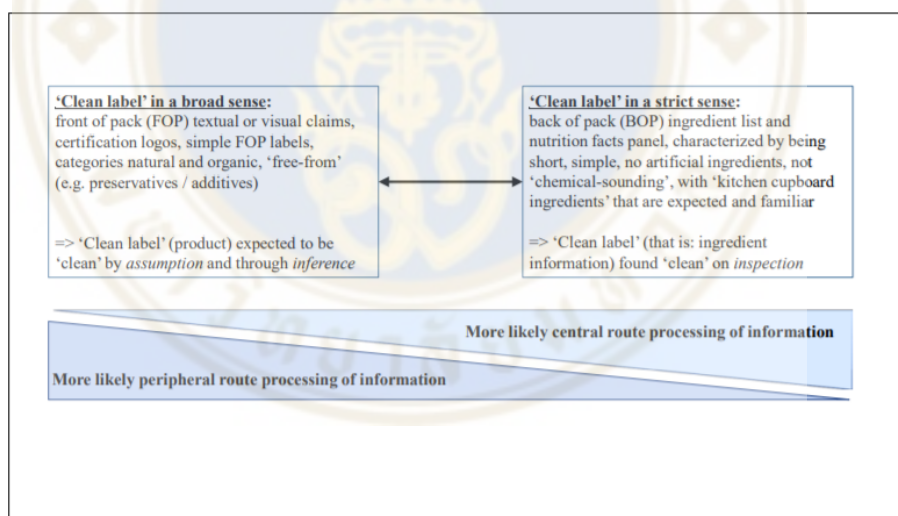 ‘Clean label’ in a broad sense:
front of pack (FOP) textual or visual claims,
certification logos, simple FOP labels,
categories natural and organic, ‘free-from’
(e.g. preservatives / additives)
=> ‘Clean label’ (product) expected to be
‘clean’ by assumption and through inference
‘Clean label’ in a strict sense:
back of pack (BOP) ingredient list and
nutrition facts panel, characterized by being
short, simple, no artificial ingredients, not
‘chemical-sounding’, with ‘kitchen cupboard
ingredients’ that are expected and familiar
=> ‘Clean label’ (that is: ingredient
information) found ‘clean’ on inspection
More likely central route processing of information
More likely peripheral route processing of information